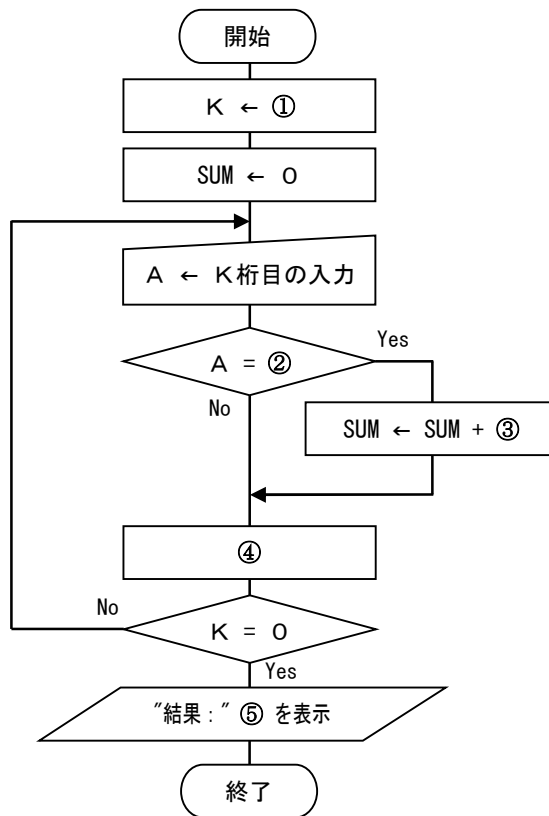 開始
K ← ①
SUM ← 0
A ← K桁目の入力
A = ②
Yes
No
SUM ← SUM + ③
④
No
K = 0
Yes
"結果:" ⑤ を表示
終了